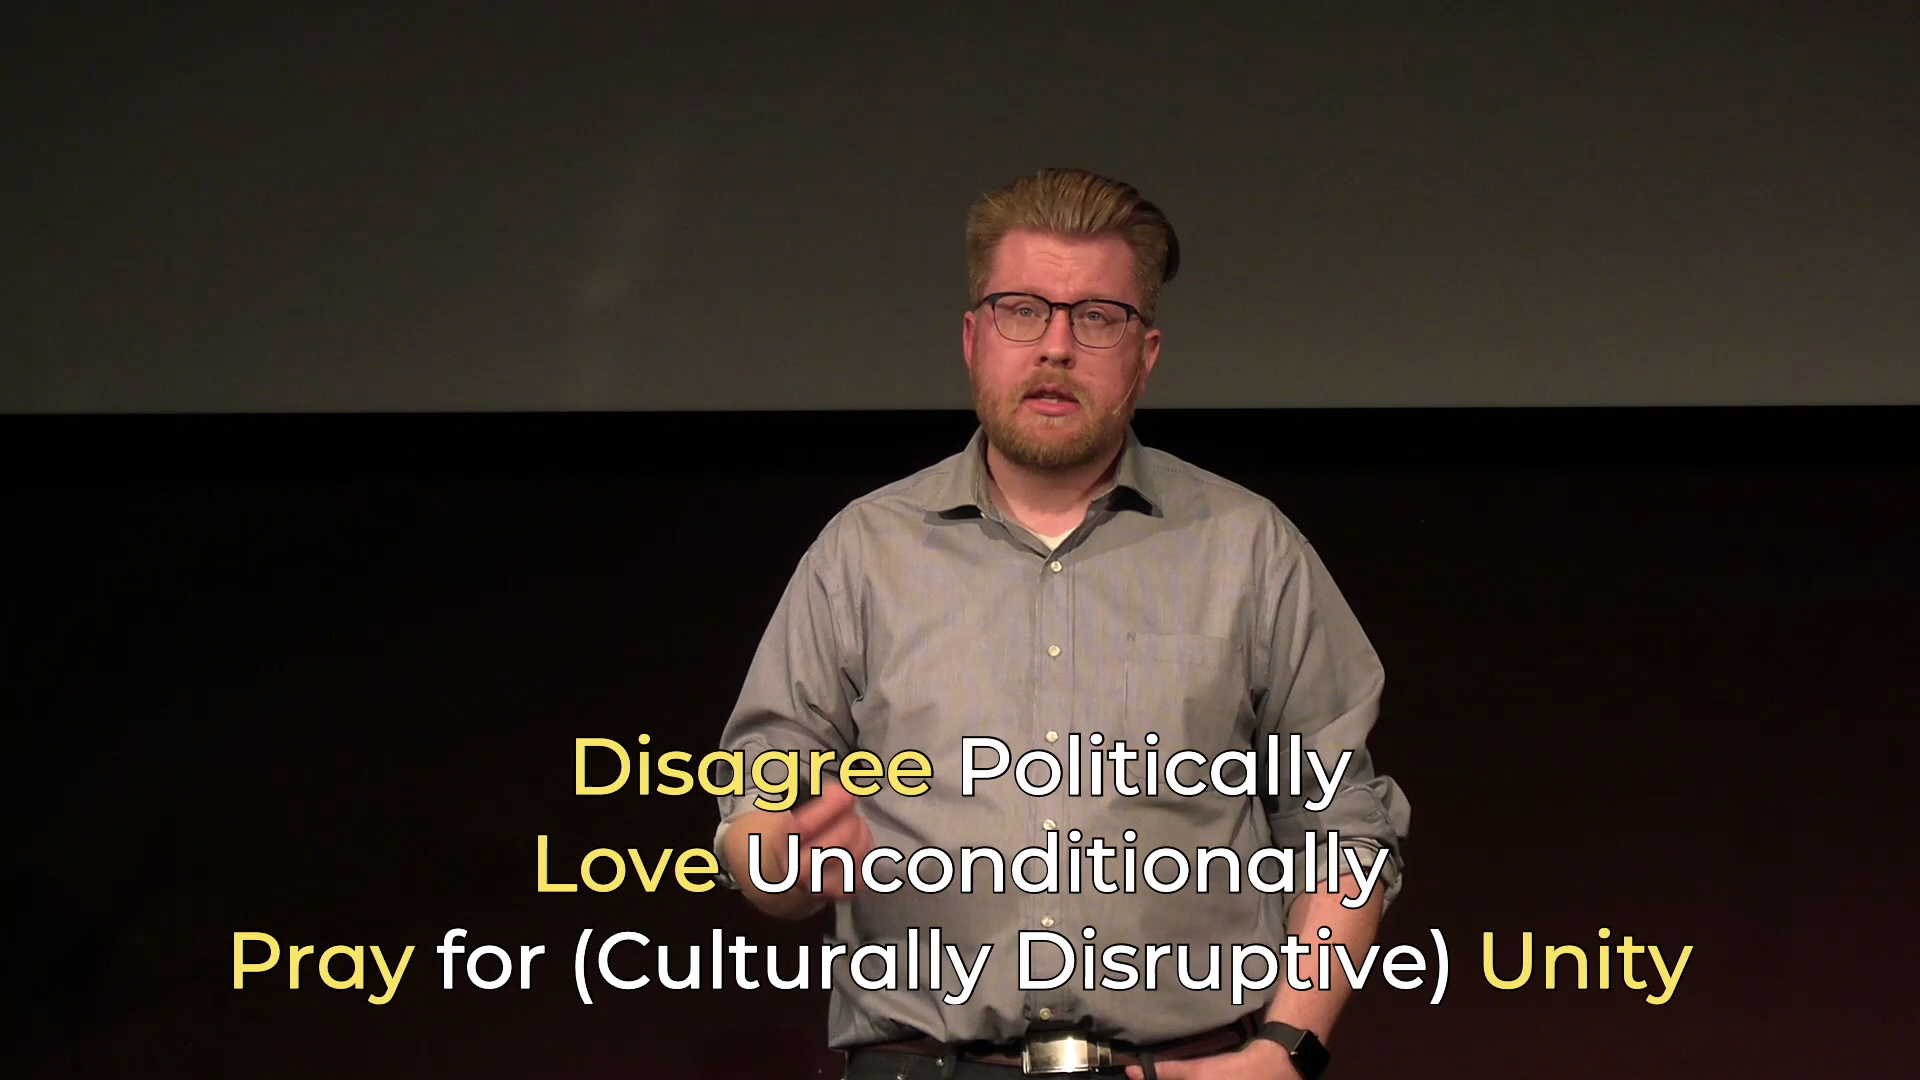 Disagree Politically
Love Unconditionally
Pray for (Culturally Disruptive) Unity